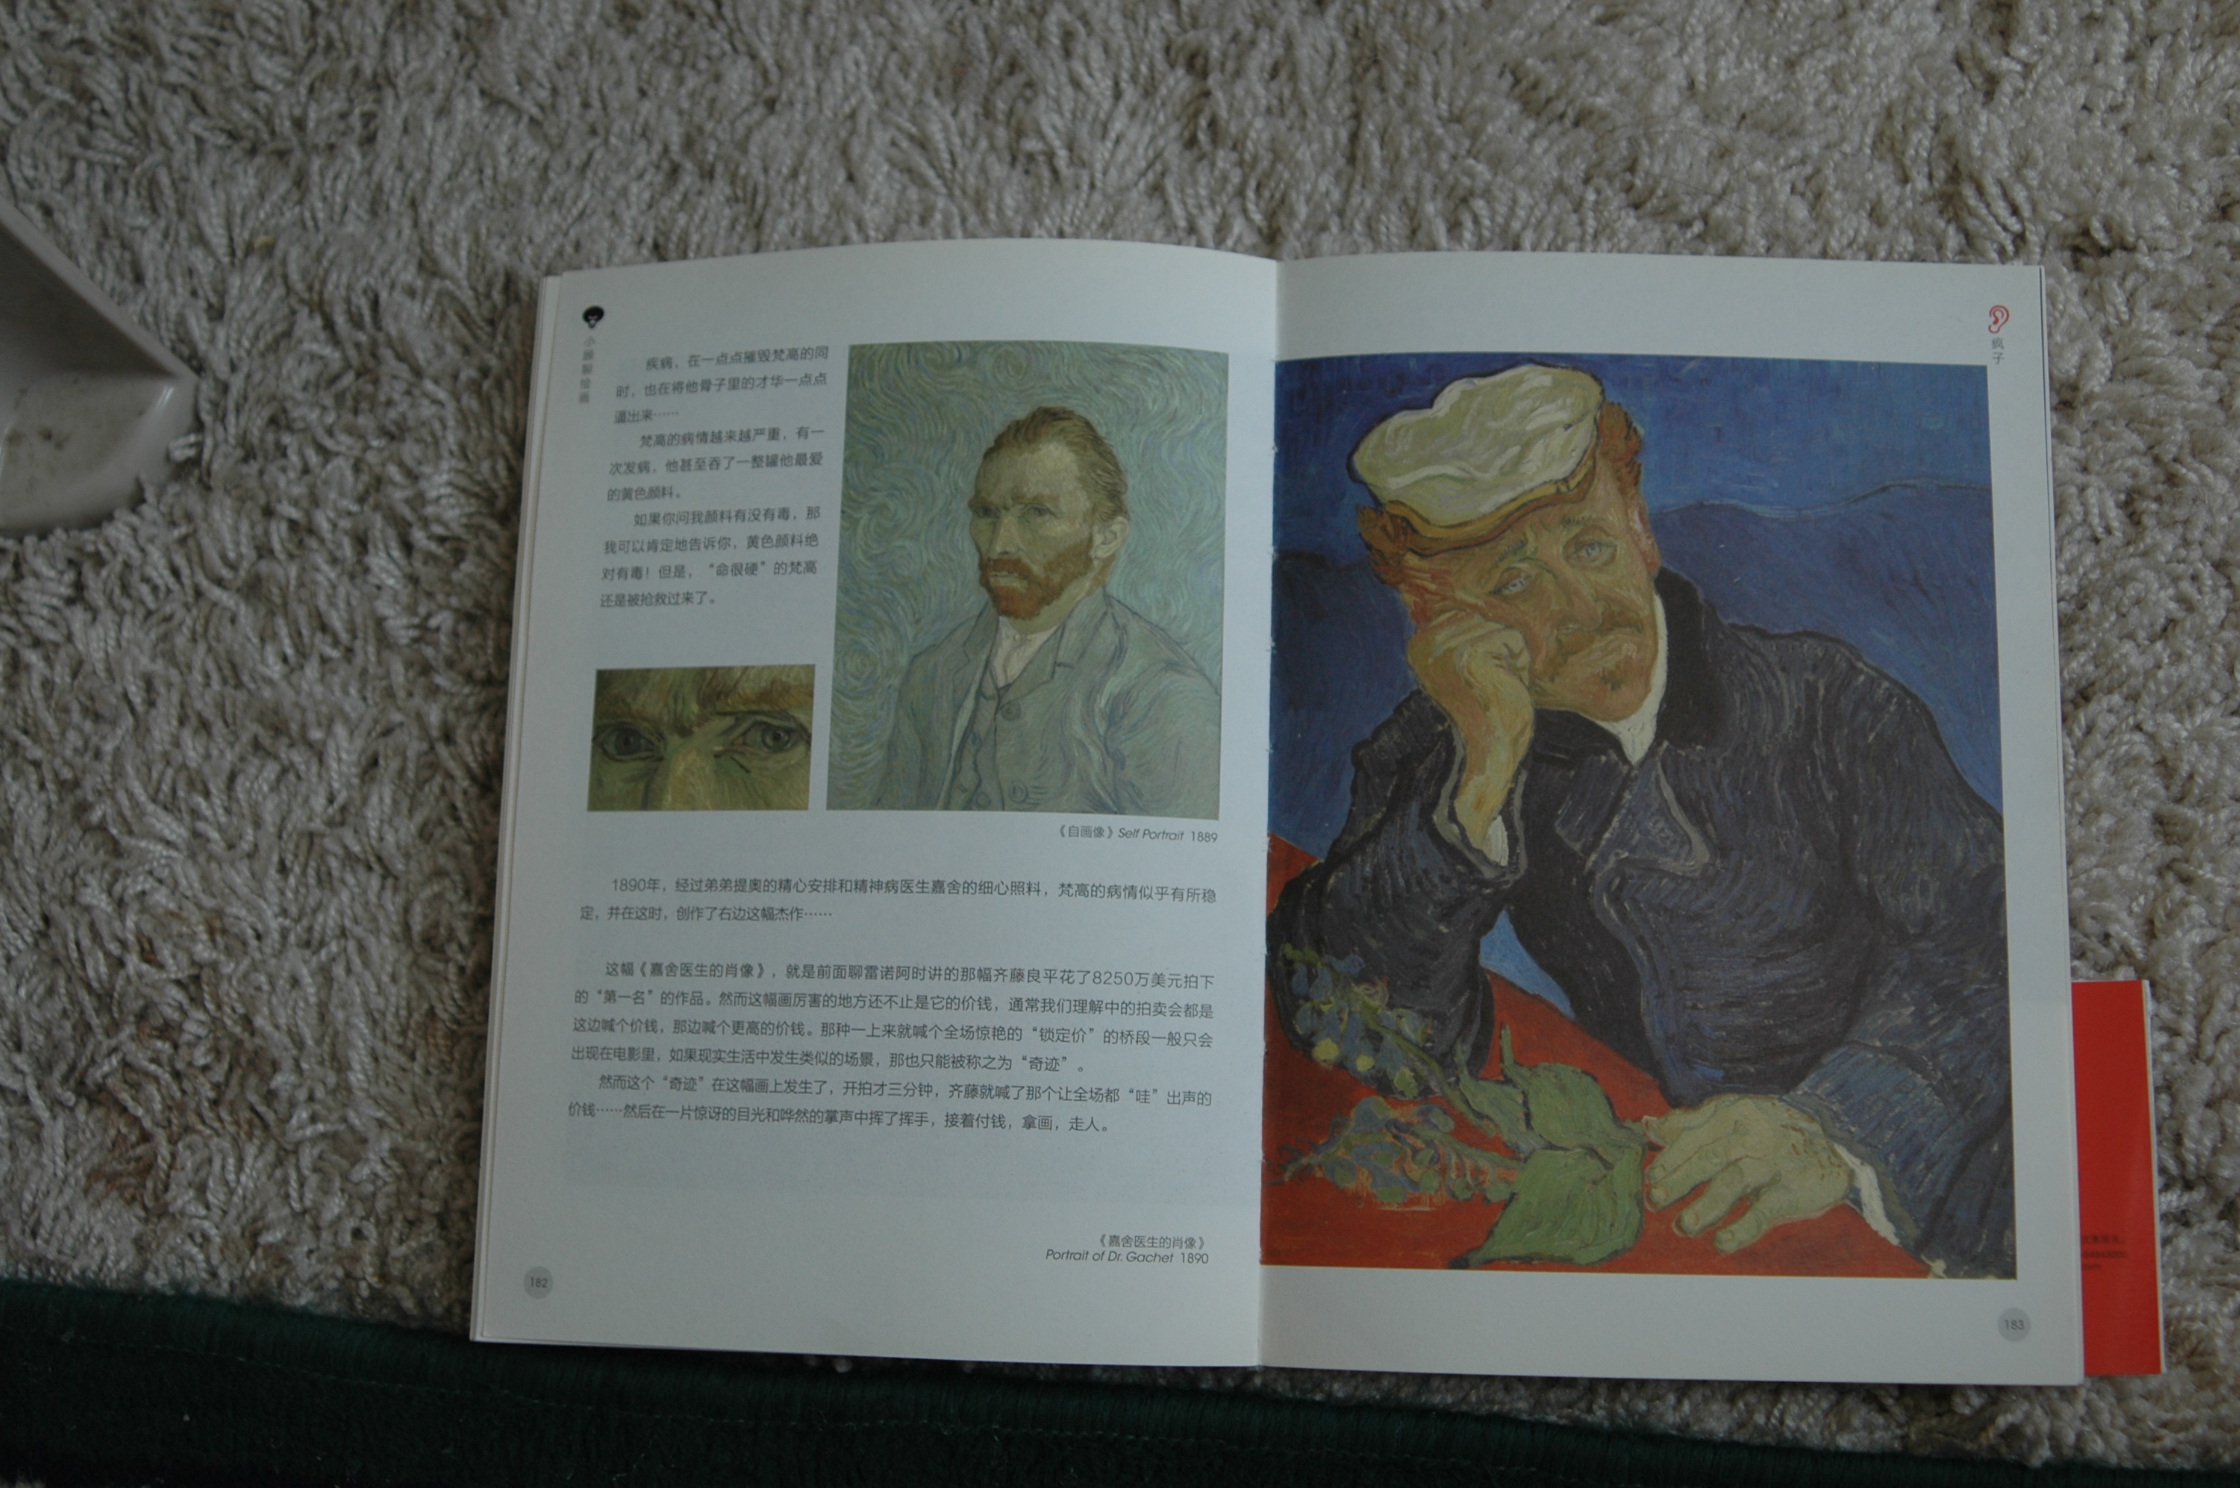 小顾聊绘画
疾病，在一点点摧毁梵高的同
时，也在将他骨子里的才华一点点
逼出来……
梵高的病情越来越严重，有一
次发病，他甚至吞了一整罐他最爱
的黄色颜料。
如果你问我颜料有没有毒，那
我可以肯定地告诉你，黄色颜料绝
对有毒！但是，“命很硬”的梵高
还是被抢救过来了。
《自画像》Self Portrait 1889
1890年，经过弟弟提奥的精心安排和精神病医生嘉舍的细心照料，梵高的病情似乎有所稳
定，并在这时，创作了右边这幅杰作……
这幅《嘉舍医生的肖像》，就是前面聊雷诺阿时讲的那幅齐藤良平花了8250万美元拍下
的“第一名”的作品。然而这幅画厉害的地方还不止是它的价钱，通常我们理解中的拍卖会都是
这边喊个价钱，那边喊个更高的价钱。那种一上来就喊个全场惊艳的“锁定价”的桥段一般只会
出现在电影里，如果现实生活中发生类似的场景，那也只能被称之为“奇迹”。
然而这个“奇迹”在这幅画上发生了，开拍才三分钟，齐藤就喊了那个让全场都“哇”出声的
价钱……然后在一片惊讶的目光和哗然的掌声中挥了挥手，接着付钱，拿画，走人。
《嘉舍医生的肖像》
Portrait of Dr. Gachet 1890
182
疯子
183